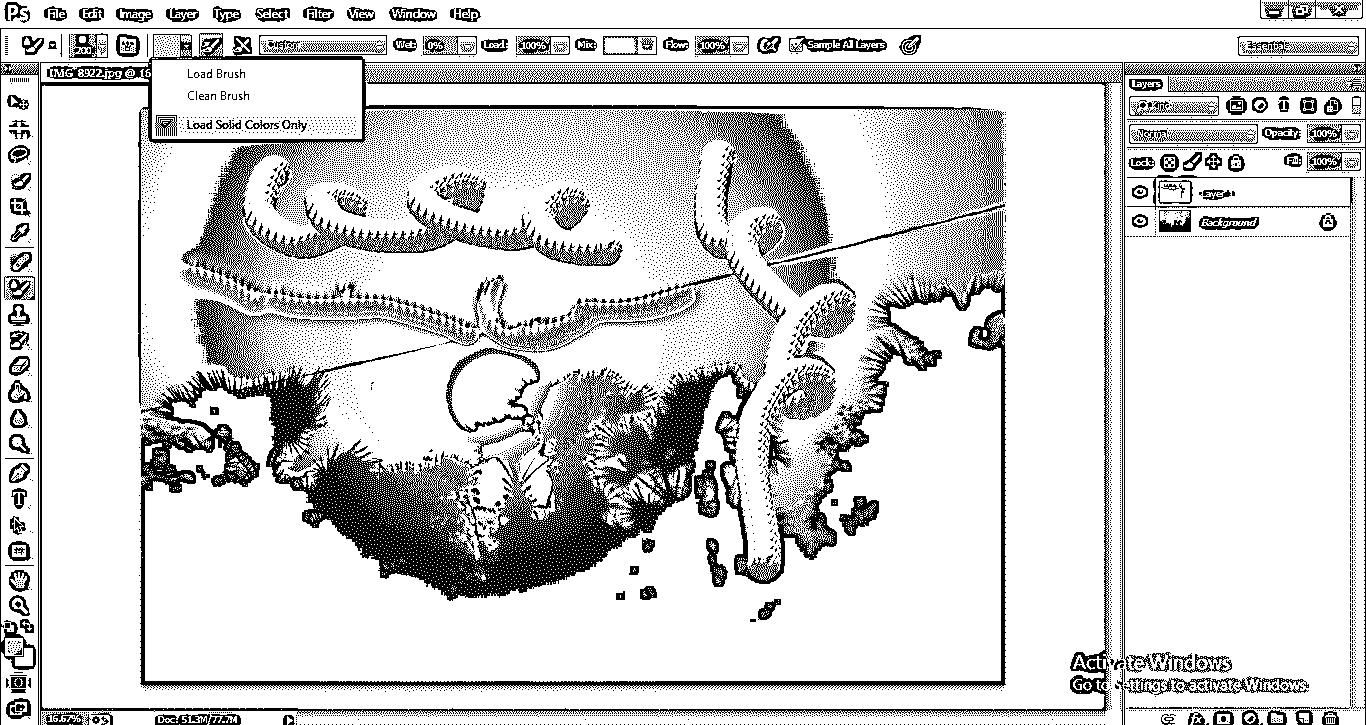 Ps File Edit Image Layer Type Select Filter View Window Help
200 Custom Wet: 0% Load: 100% Mix: Flow: 100% Sample All Layers Essentials
IMG_8922.jpg @ 16
Load Brush
Clean Brush
Load Solid Colors Only
Layers
Kind
Normal Opacity: 100%
Lock: Fill: 100%
Layer 1
Background
Activate Windows
Go to Settings to activate Windows.
16.67% Doc: 51.3M/77.7M